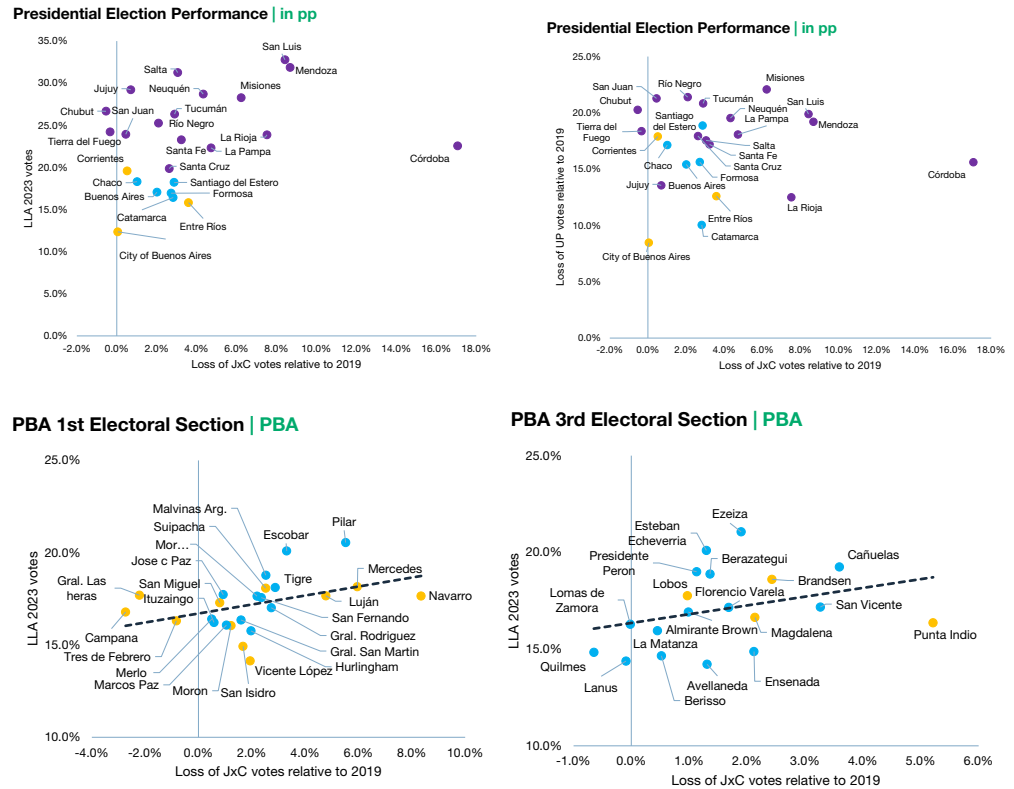 Presidential Election Performance | in pp
35.0%
30.0%
25.0%
20.0%
15.0%
10.0%
5.0%
0.0%
LLA 2023 votes
San Luis
Mendoza
Salta
Misiones
Jujuy
Neuquén
Chubut
San Juan
Tucumán
Río Negro
Tierra del Fuego
La Rioja
Santa Fe
La Pampa
Córdoba
Corrientes
Santa Cruz
Chaco
Santiago del Estero
Buenos Aires
Formosa
Catamarca
Entre Ríos
City of Buenos Aires
-2.0%
0.0%
2.0%
4.0%
6.0%
8.0%
10.0%
12.0%
14.0%
16.0%
18.0%
Loss of JxC votes relative to 2019
Presidential Election Performance | in pp
25.0%
20.0%
15.0%
10.0%
5.0%
0.0%
Loss of UP votes relative to 2019
Misiones
San Juan
Río Negro
Chubut
Tucumán
San Luis
Neuquén
Santiago
del Estero
La Pampa
Mendoza
Tierra del
Fuego
Corrientes
Salta
Santa Fe
Chaco
Santa Cruz
Formosa
Córdoba
Jujuy
Buenos Aires
La Rioja
Entre Ríos
Catamarca
City of Buenos Aires
-2.0%
0.0%
2.0%
4.0%
6.0%
8.0%
10.0%
12.0%
14.0%
16.0%
18.0%
Loss of JxC votes relative to 2019
PBA 1st Electoral Section | PBA
25.0%
20.0%
15.0%
10.0%
LLA 2023 votes
Malvinas Arg.
Suipacha
Pilar
Escobar
Mor...
Jose c Paz
Mercedes
Gral. Las
heras
San Miguel
Tigre
Ituzaingo
Luján
Navarro
San Fernando
Campana
Gral. Rodriguez
Tres de Febrero
Gral. San Martin
Merlo
Hurlingham
Marcos Paz
Vicente López
Moron
San Isidro
-4.0%
-2.0%
0.0%
2.0%
4.0%
6.0%
8.0%
10.0%
Loss of JxC votes relative to 2019
PBA 3rd Electoral Section | PBA
25.0%
20.0%
15.0%
10.0%
LLA 2023 votes
Ezeiza
Esteban
Echeverria
Presidente
Peron
Berazategui
Cañuelas
Lobos
Brandsen
Lomas de
Zamora
Florencio Varela
San Vicente
Almirante Brown
Magdalena
Punta Indio
La Matanza
Quilmes
Lanus
Avellaneda
Ensenada
Berisso
-1.0%
0.0%
1.0%
2.0%
3.0%
4.0%
5.0%
6.0%
Loss of JxC votes relative to 2019